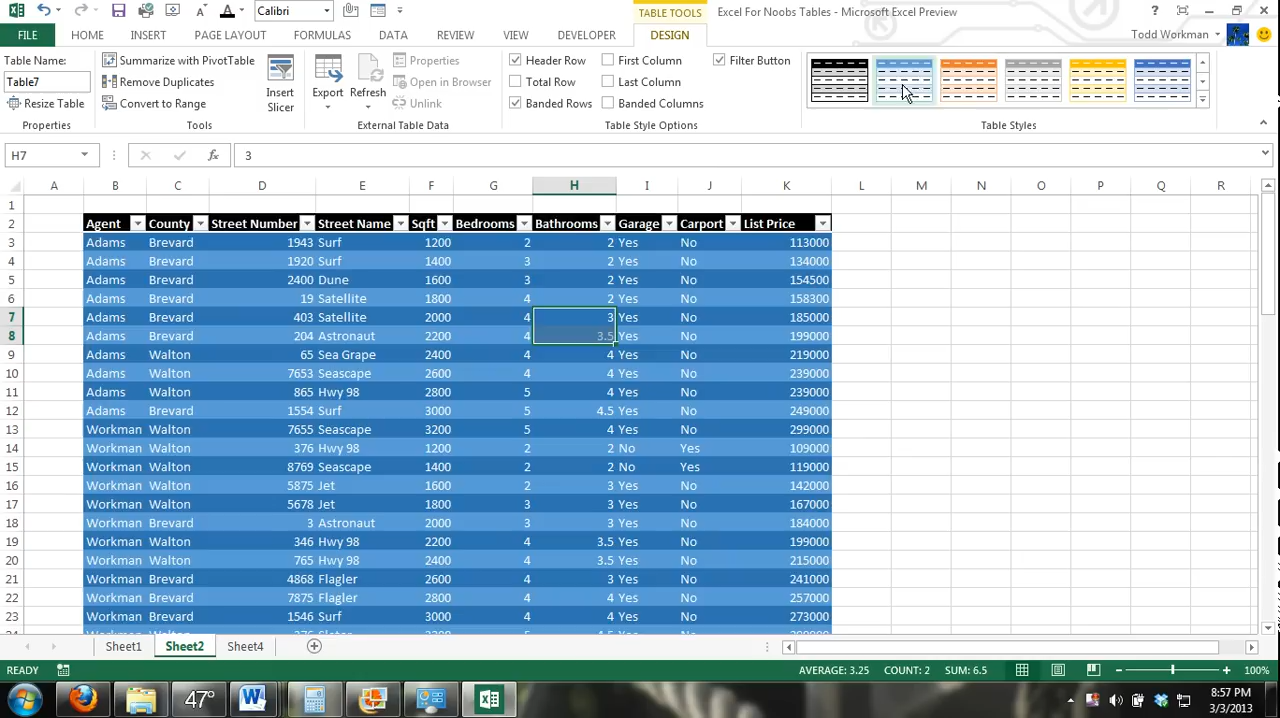 Calibri
TABLE TOOLS
Excel For Noobs Tables - Microsoft Excel Preview
?
FILE HOME INSERT PAGE LAYOUT FORMULAS DATA REVIEW VIEW DEVELOPER DESIGN Todd Workman
Table Name:
Table7
Resize Table
Properties
Summarize with PivotTable
Remove Duplicates
Convert to Range
Tools
Insert
Slicer
Export
Refresh
Properties
Open in Browser
Unlink
External Table Data
Header Row First Column Filter Button
Total Row Last Column
Banded Rows Banded Columns
Table Style Options
Table Styles
H7 fx 3
A B C D E F G H I J K L M N O P Q R
1
2 Agent County Street Number Street Name Sqft Bedrooms Bathrooms Garage Carport List Price
3 Adams Brevard 1943 Surf 1200 2 2 Yes No 113000
4 Adams Brevard 1920 Surf 1400 3 2 Yes No 134000
5 Adams Brevard 2400 Dune 1600 3 2 Yes No 154500
6 Adams Brevard 19 Satellite 1800 4 2 Yes No 158300
7 Adams Brevard 403 Satellite 2000 4 3 Yes No 185000
8 Adams Brevard 204 Astronaut 2200 4 3.5 Yes No 199000
9 Adams Walton 65 Sea Grape 2400 4 4 Yes No 219000
10 Adams Walton 7653 Seascape 2600 4 4 Yes No 239000
11 Adams Walton 865 Hwy 98 2800 5 4 Yes No 239000
12 Adams Brevard 1554 Surf 3000 5 4.5 Yes No 249000
13 Workman Walton 7655 Seascape 3200 5 4 Yes No 299000
14 Workman Walton 376 Hwy 98 1200 2 2 No Yes 109000
15 Workman Walton 8769 Seascape 1400 2 2 No Yes 119000
16 Workman Walton 5875 Jet 1600 2 3 Yes No 142000
17 Workman Walton 5678 Jet 1800 3 3 Yes No 167000
18 Workman Brevard 3 Astronaut 2000 3 3 Yes No 184000
19 Workman Walton 346 Hwy 98 2200 4 3.5 Yes No 199000
20 Workman Walton 765 Hwy 98 2400 4 3.5 Yes No 215000
21 Workman Brevard 4868 Flagler 2600 4 3 Yes No 241000
22 Workman Brevard 7875 Flagler 2800 4 4 Yes No 257000
23 Workman Brevard 1546 Surf 3000 4 4 Yes No 273000
Sheet1 Sheet2 Sheet4
READY AVERAGE: 3.25 COUNT: 2 SUM: 6.5 100%
47°
8:57 PM
3/3/2013